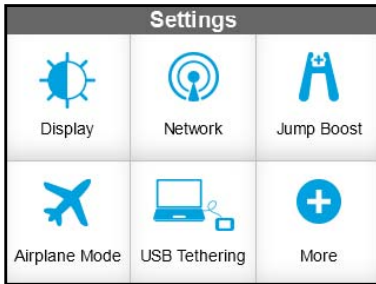 Settings
Display
Network
Jump Boost
Airplane Mode
USB Tethering
More